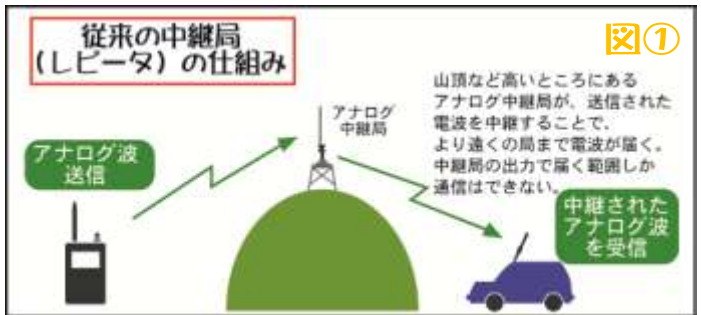 従来の中継局
(レピータ)の仕組み
図①
山頂など高いところにある
アナログ中継局が、送信された
電波を中継することで、
より遠くの局まで電波が届く。
中継局の出力で届く範囲しか
通信はできない。
アナログ
中継局
アナログ波
送信
中継された
アナログ波
を受信